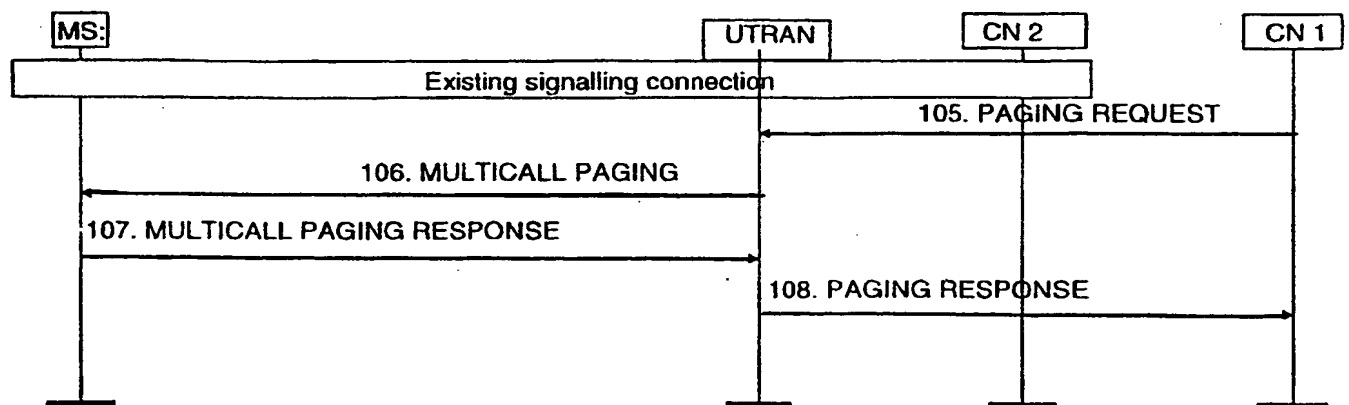 MS:
UTRAN
CN 2
CN 1
Existing signalling connection
105. PAGING REQUEST
106. MULTICALL PAGING
107. MULTICALL PAGING RESPONSE
108. PAGING RESPONSE